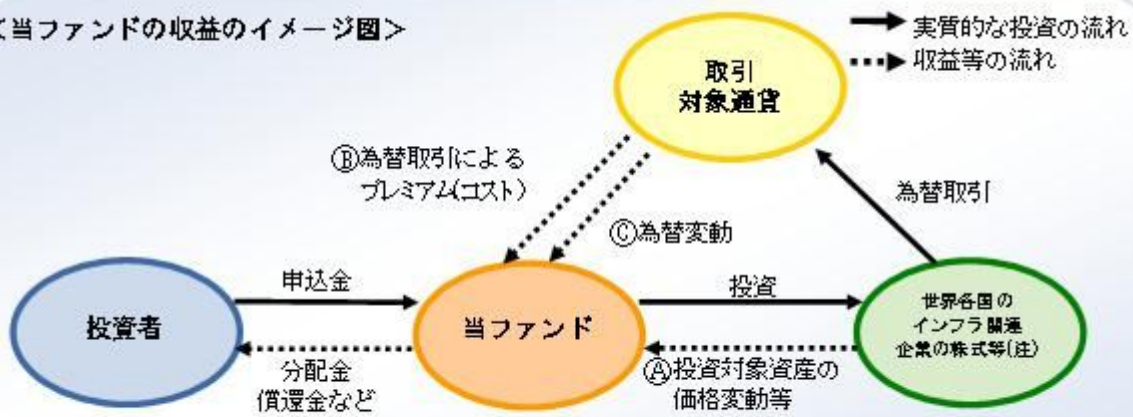 ＜当ファンドの収益のイメージ図＞
実質的な投資の流れ
収益等の流れ
取引
対象通貨
Ⓑ為替取引による
プレミアム(コスト)
為替取引
Ⓒ為替変動
申込金
投資
投資者
当ファンド
世界各国の
インフラ関連
企業の株式等(注)
分配金
償還金など
Ⓐ投資対象資産の
価格変動等